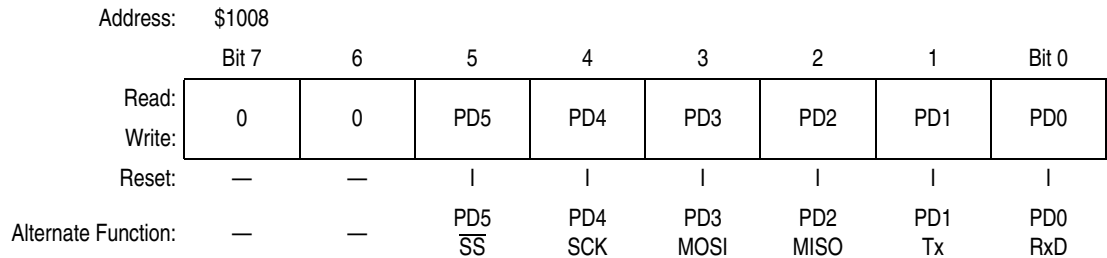 Address: $1008
Bit 7 6 5 4 3 2 1 Bit 0
Read:
0 0 PD5 PD4 PD3 PD2 PD1 PD0
Write:
Reset: — — I I I I I I
Alternate Function: — — PD5 PD4 PD3 PD2 PD1 PD0
S̅S̅ SCK MOSI MISO Tx RxD